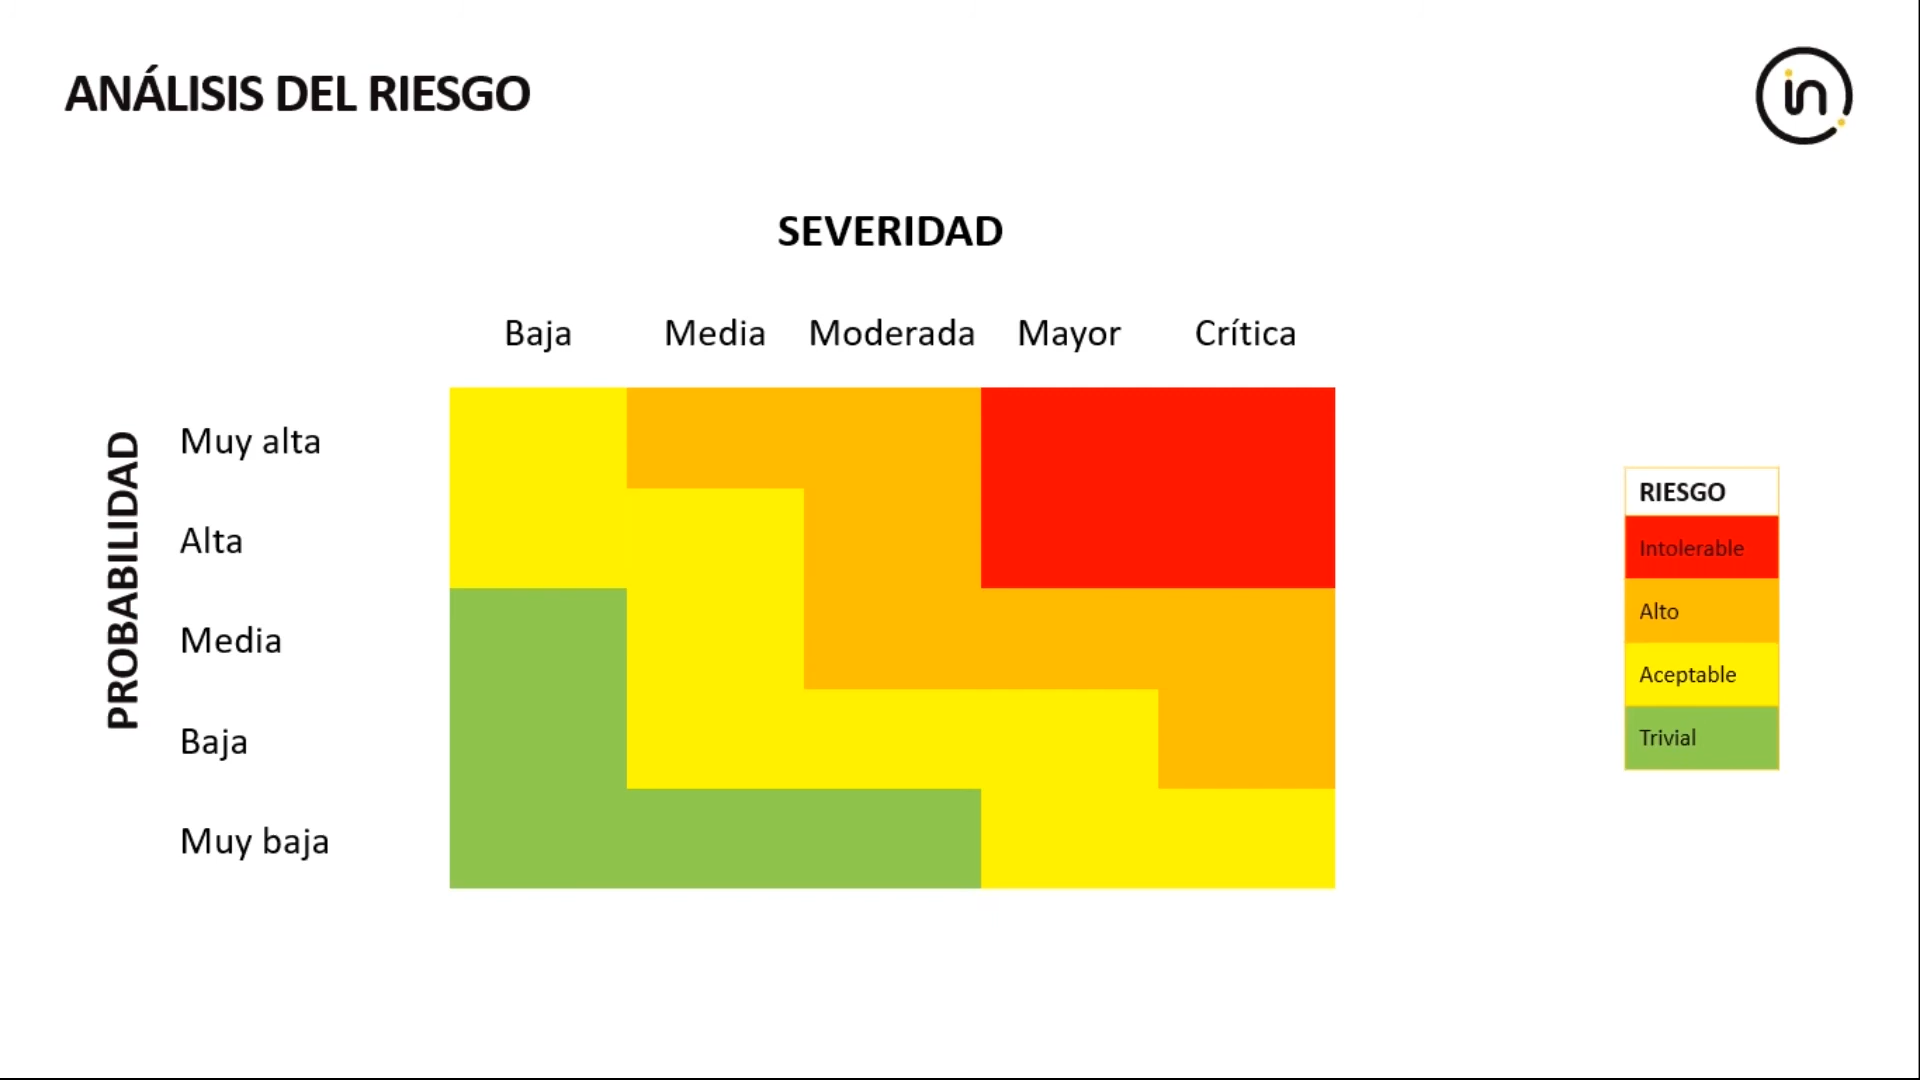 ANÁLISIS DEL RIESGO
in
SEVERIDAD
Baja Media Moderada Mayor Crítica
PROBABILIDAD
Muy alta
Alta
Media
Baja
Muy baja
RIESGO
Intolerable
Alto
Aceptable
Trivial